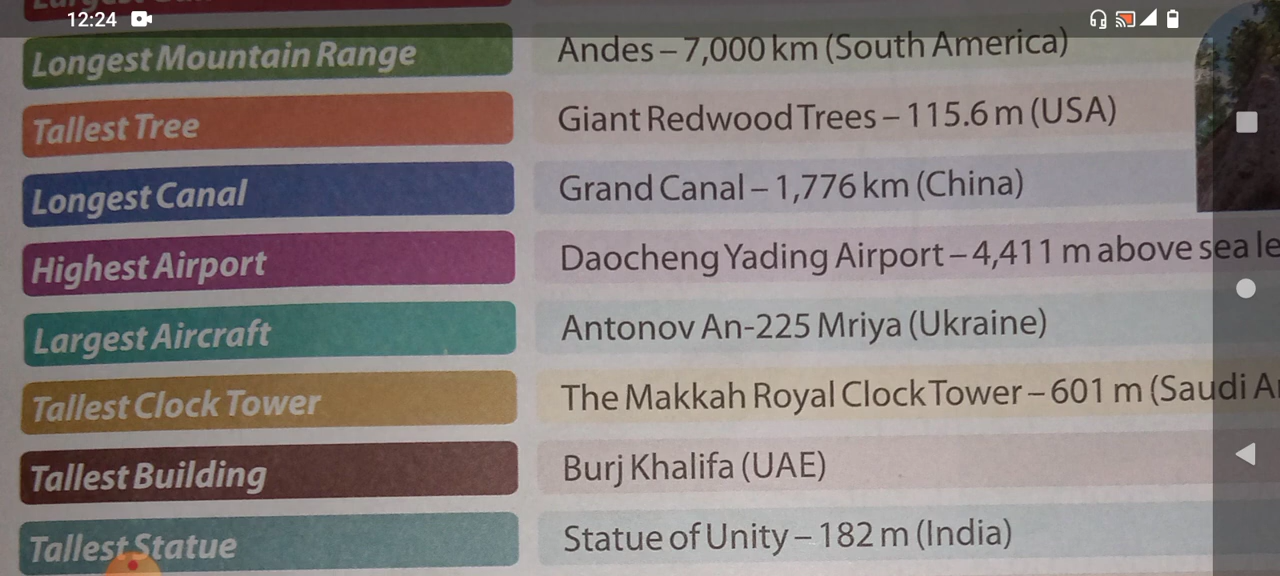 12:24
Longest Mountain Range Andes – 7,000 km (South America)
Tallest Tree Giant Redwood Trees – 115.6 m (USA)
Longest Canal Grand Canal – 1,776 km (China)
Highest Airport Daocheng Yading Airport – 4,411 m above sea le
Largest Aircraft Antonov An-225 Mriya (Ukraine)
Tallest Clock Tower The Makkah Royal Clock Tower – 601 m (Saudi A
Tallest Building Burj Khalifa (UAE)
Tallest Statue Statue of Unity – 182 m (India)